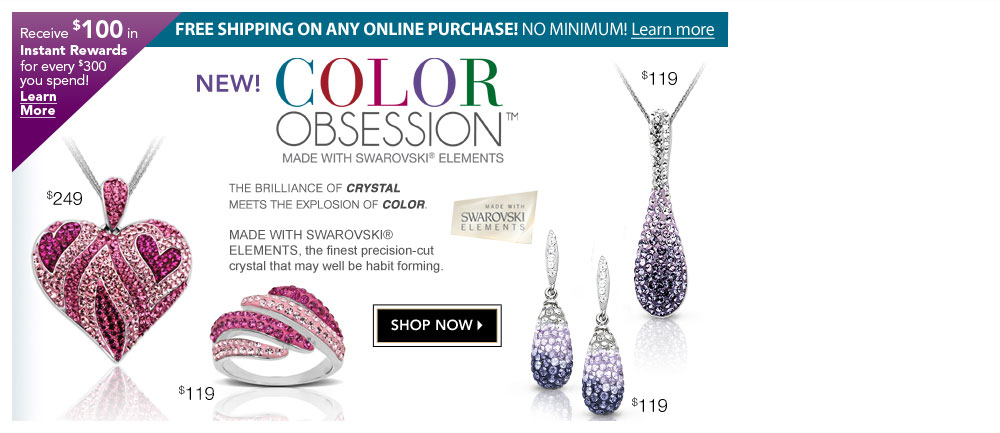 Receive $100 in
Instant Rewards
for every $300
you spend!
Learn
More
FREE SHIPPING ON ANY ONLINE PURCHASE! NO MINIMUM! Learn more
NEW! COLOR
OBSESSION™
MADE WITH SWAROVSKI® ELEMENTS
$119
$249
THE BRILLIANCE OF CRYSTAL
MEETS THE EXPLOSION OF COLOR.
MADE WITH
SWAROVSKI
ELEMENTS
MADE WITH SWAROVSKI®
ELEMENTS, the finest precision-cut
crystal that may well be habit forming.
SHOP NOW
$119
$119